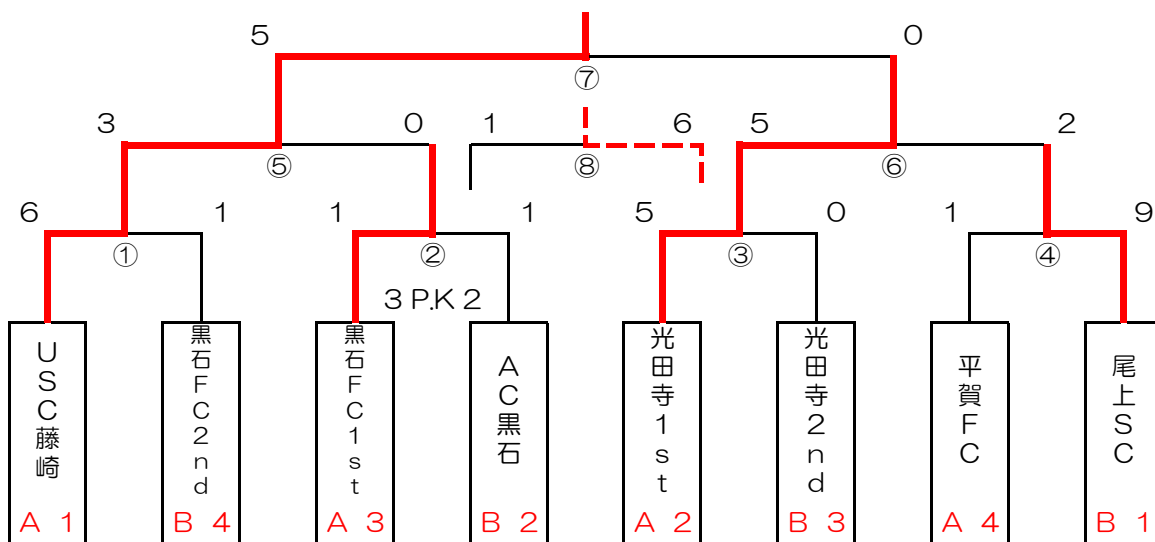 5 0
⑦
3 0 1 6 5 2
⑤ ⑧ ⑥
6 1 1 1 5 0 1 9
① ② ③ ④
3 P.K 2
USC藤崎
黒石FC2nd
黒石FC1st
AC黒石
光田寺1st
光田寺2nd
平賀FC
尾上SC
A 1 B 4 A 3 B 2 A 2 B 3 A 4 B 1